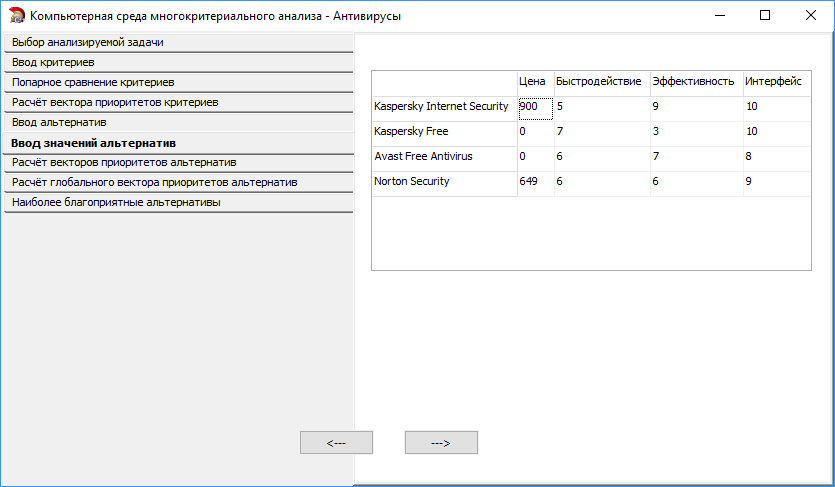 Компьютерная среда многокритериального анализа - Антивирусы
Выбор анализируемой задачи
Ввод критериев
Попарное сравнение критериев
Расчёт вектора приоритетов критериев
Ввод альтернатив
Ввод значений альтернатив
Расчёт векторов приоритетов альтернатив
Расчёт глобального вектора приоритетов альтернатив
Наиболее благоприятные альтернативы
Цена Быстродействие Эффективность Интерфейс
Kaspersky Internet Security 900 5 9 10
Kaspersky Free 0 7 3 10
Avast Free Antivirus 0 6 7 8
Norton Security 649 6 6 9
<--- --->